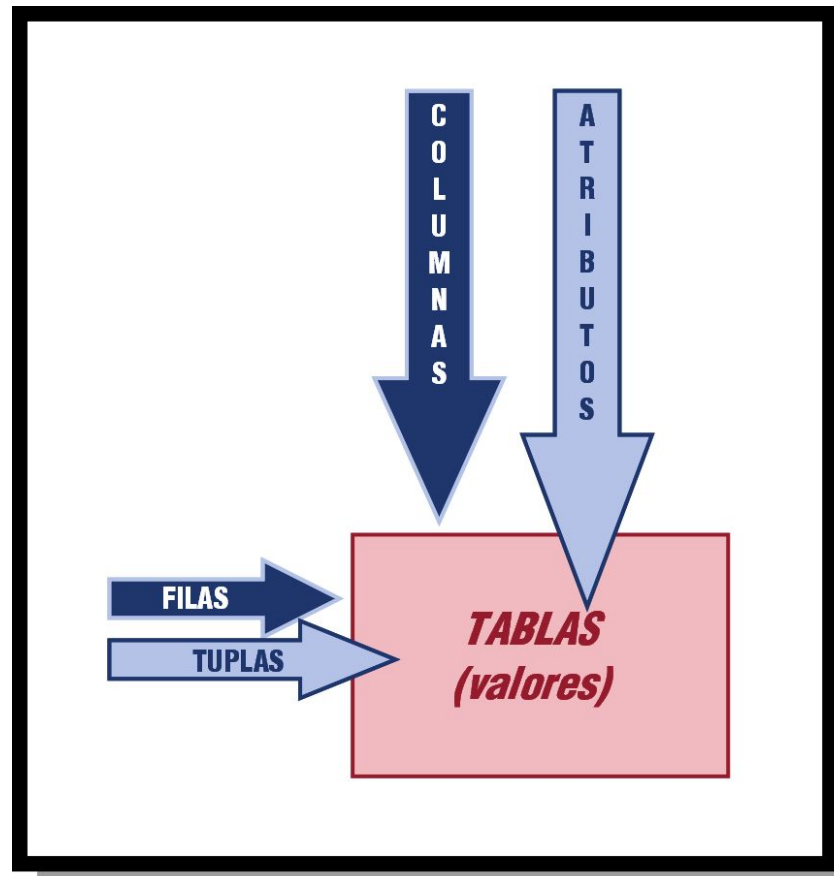 COLUMNAS
ATRIBUTOS
FILAS
TUPLAS
TABLAS
(valores)